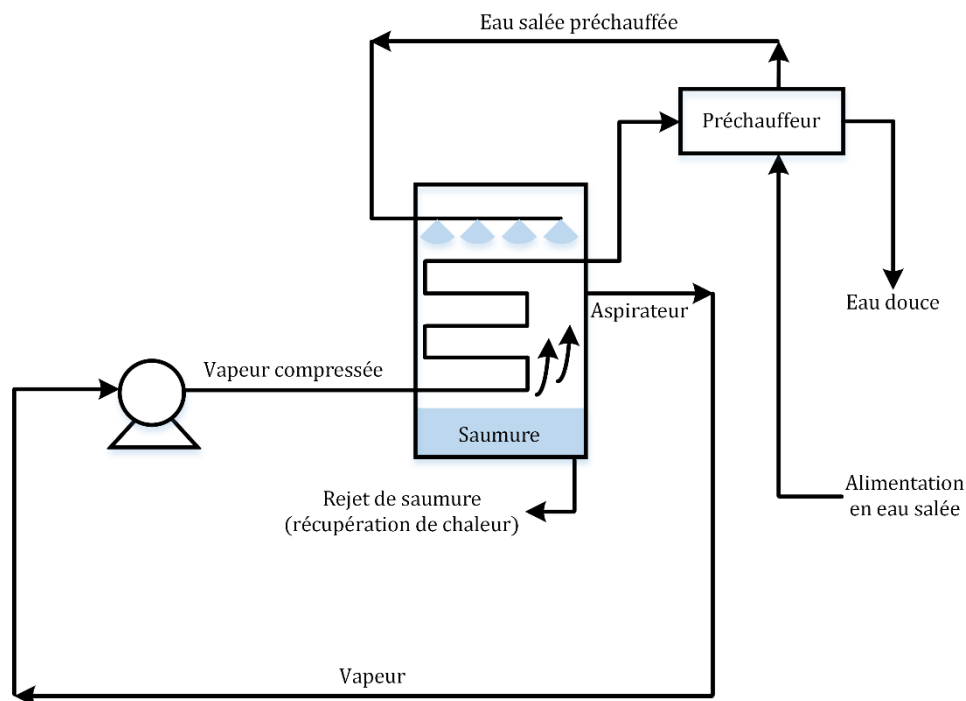 Eau salée préchauffée
Préchauffeur
Eau douce
Aspirateur
Vapeur compressée
Saumure
Alimentation
en eau salée
Rejet de saumure
(récupération de chaleur)
Vapeur